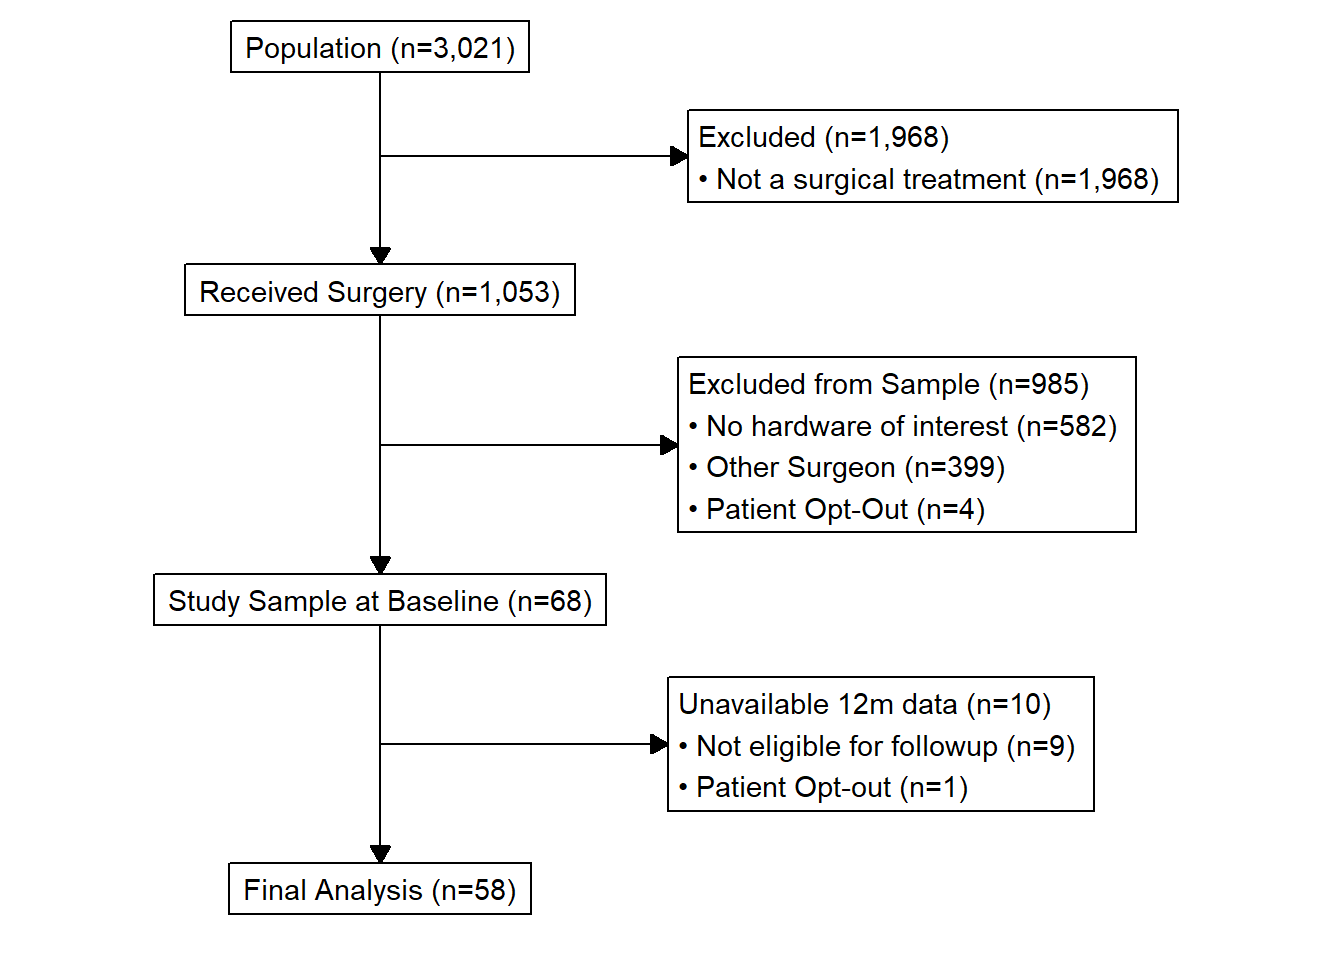 Population (n=3,021)
Excluded (n=1,968)
• Not a surgical treatment (n=1,968)
Received Surgery (n=1,053)
Excluded from Sample (n=985)
• No hardware of interest (n=582)
• Other Surgeon (n=399)
• Patient Opt-Out (n=4)
Study Sample at Baseline (n=68)
Unavailable 12m data (n=10)
• Not eligible for followup (n=9)
• Patient Opt-out (n=1)
Final Analysis (n=58)